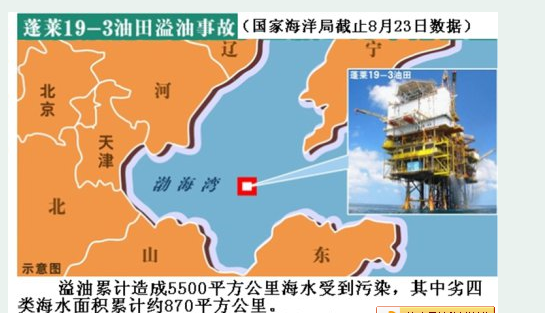 蓬莱19-3油田溢油事故(国家海洋局截止8月23日数据)
辽
宁
蓬莱19-3油田
河
北京
天津
渤海湾
北
山
东
示意图
溢油累计造成5500平方公里海水受到污染,其中劣四
类海水面积累计约870平方公里。